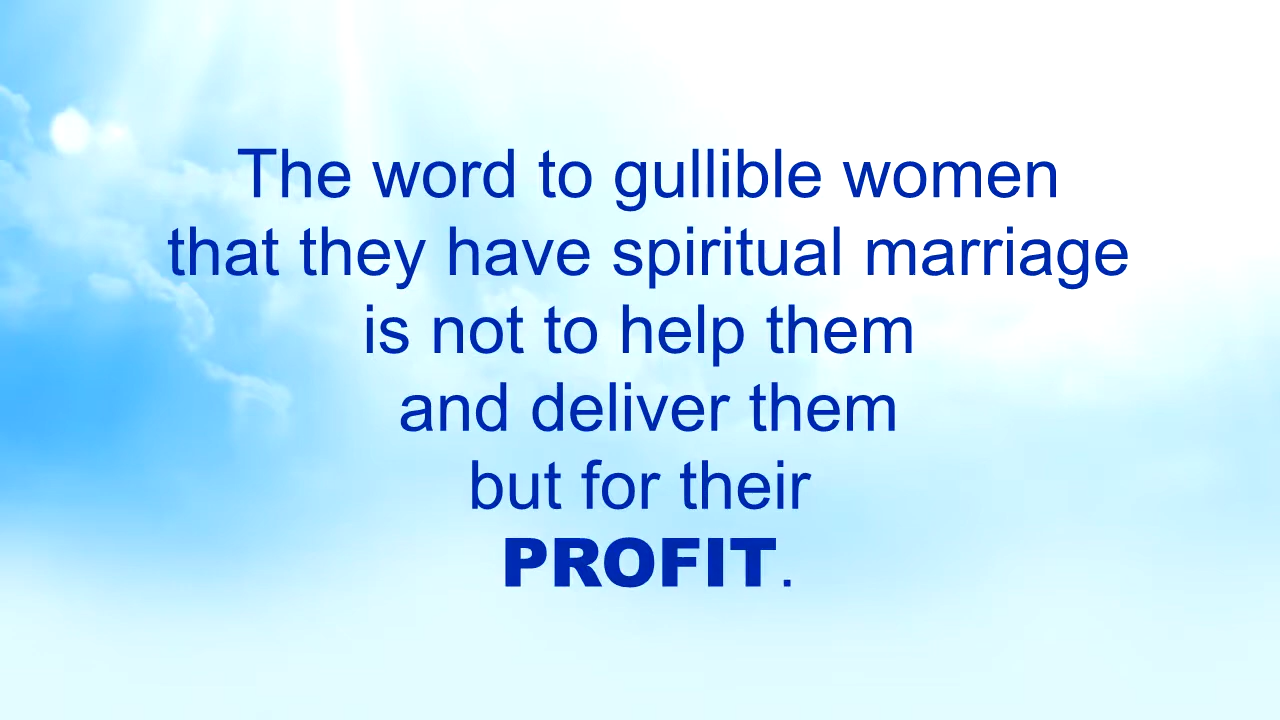 The word to gullible women
that they have spiritual marriage
is not to help them
and deliver them
but for their
PROFIT.